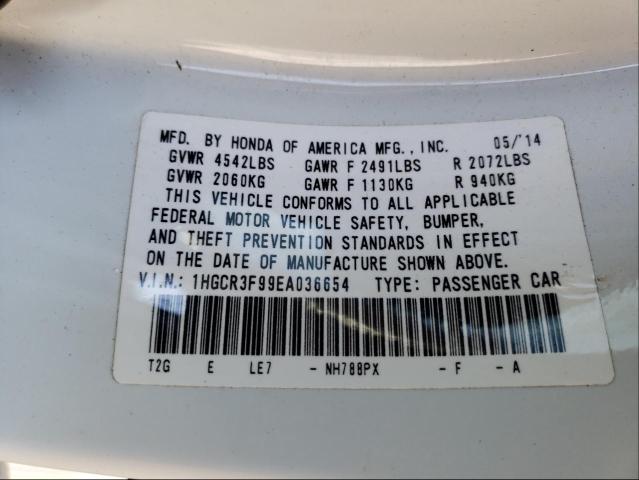 MFD. BY HONDA OF AMERICA MFG., INC. 05/'14
GVWR 4542LBS GAWR F 2491LBS R 2072LBS
GVWR 2060KG GAWR F 1130KG R 940KG
THIS VEHICLE CONFORMS TO ALL APPLICABLE
FEDERAL MOTOR VEHICLE SAFETY, BUMPER,
AND THEFT PREVENTION STANDARDS IN EFFECT
ON THE DATE OF MANUFACTURE SHOWN ABOVE.
V.I.N.: 1HGCR3F99EA036654 TYPE: PASSENGER CAR
T2G E LE7 - NH788PX - F - A